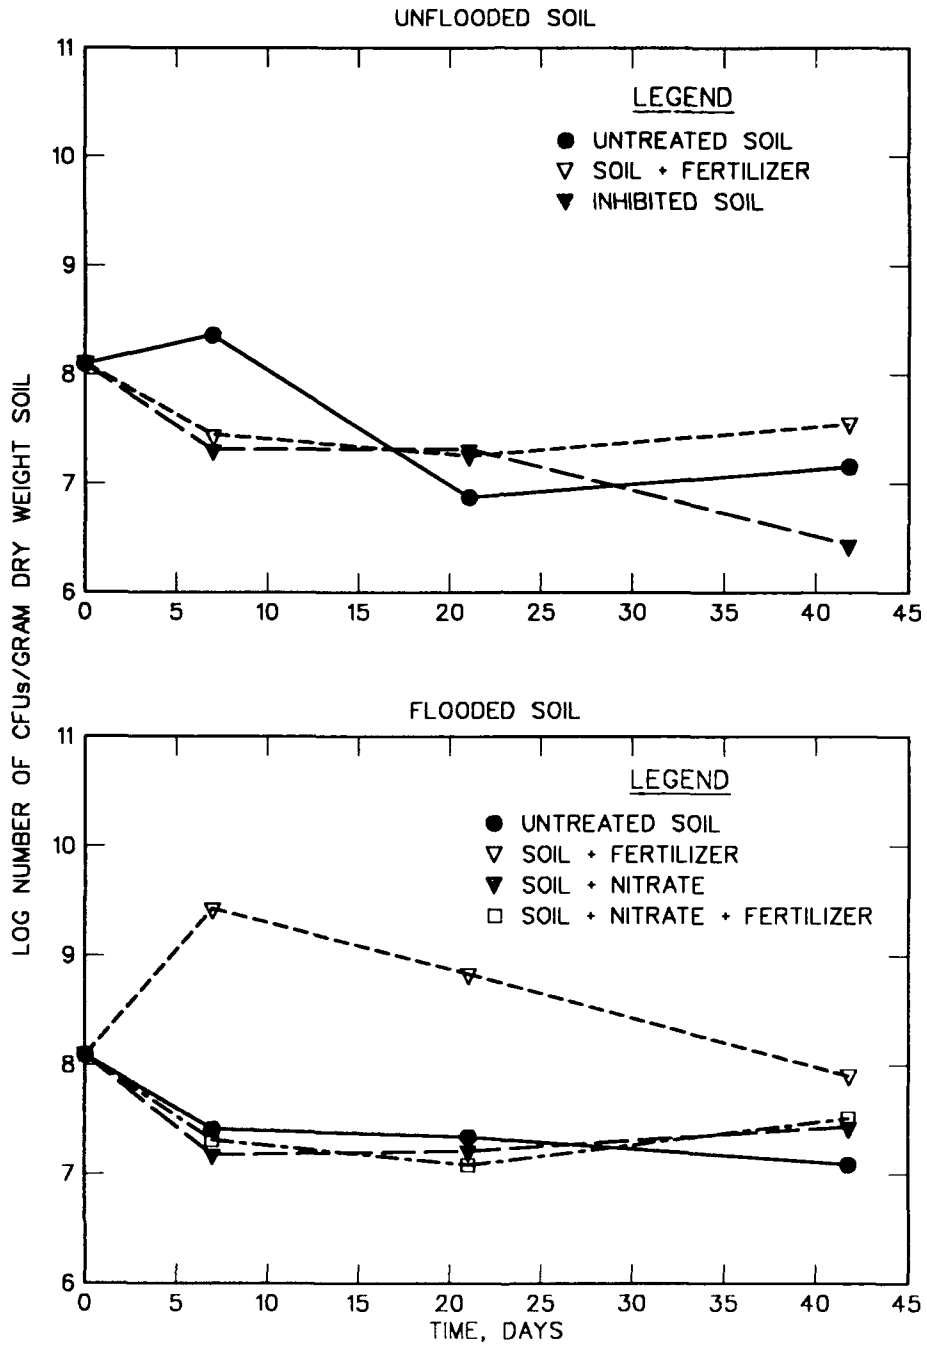 UNFLOODED SOIL
11
10
9
8
7
6
LEGEND
UNTREATED SOIL
SOIL + FERTILIZER
INHIBITED SOIL
0 5 10 15 20 25 30 35 40 45
LOG NUMBER OF CFUs/GRAM DRY WEIGHT SOIL
FLOODED SOIL
11
10
9
8
7
6
LEGEND
UNTREATED SOIL
SOIL + FERTILIZER
SOIL + NITRATE
SOIL + NITRATE + FERTILIZER
0 5 10 15 20 25 30 35 40 45
TIME, DAYS